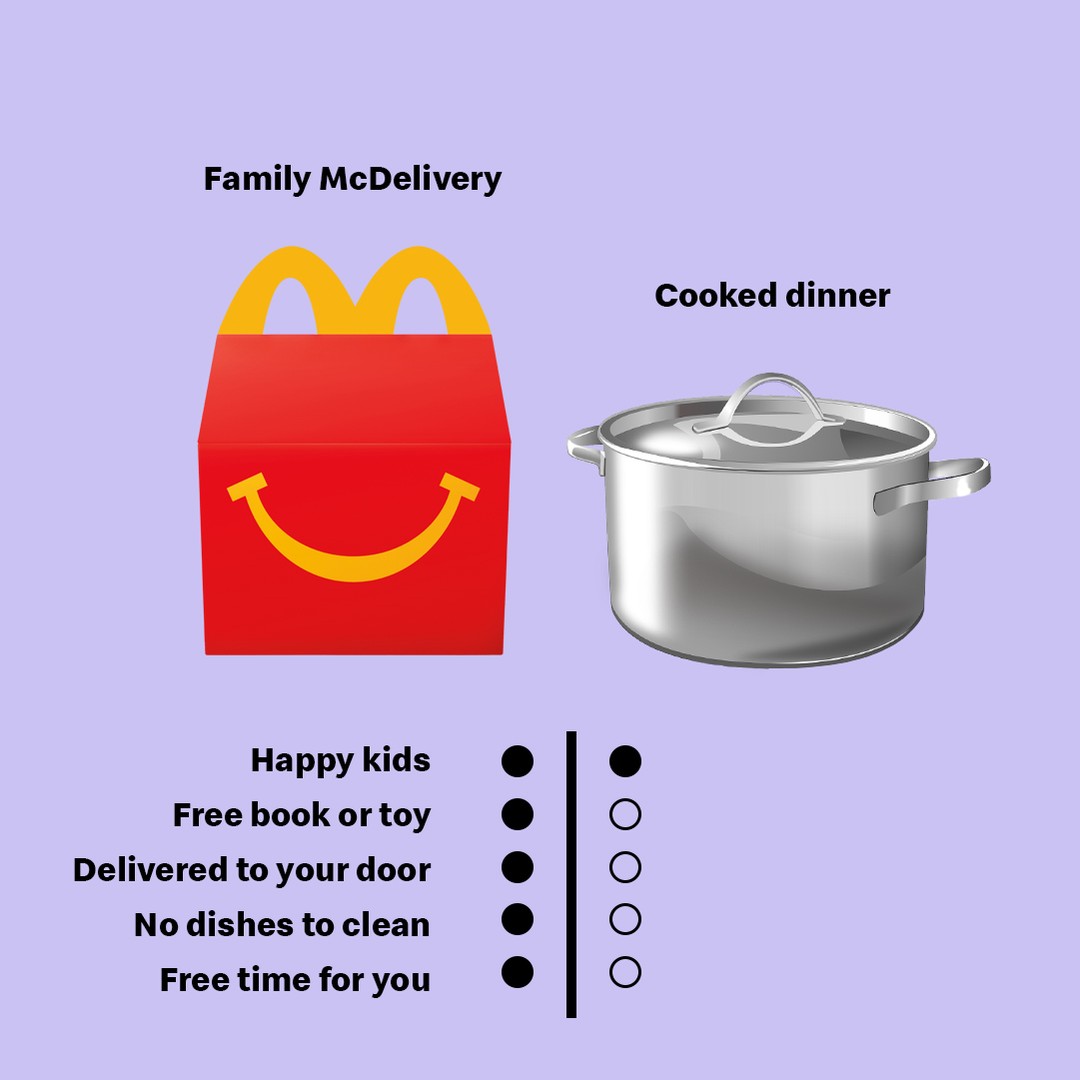 Family McDelivery
Cooked dinner
Happy kids
Free book or toy
Delivered to your door
No dishes to clean
Free time for you